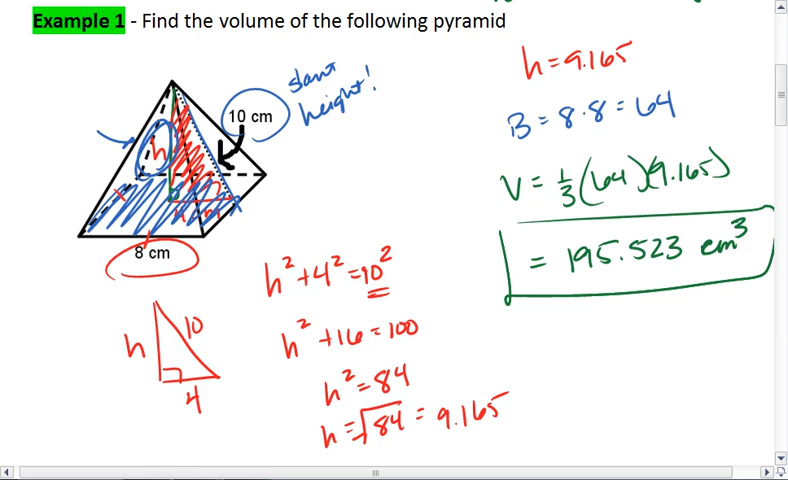 Example 1 - Find the volume of the following pyramid
slant
height!
10 cm
h
8 cm
h
10
4
h² + 4² = 10²
h² + 16 = 100
h² = 84
h = √84 = 9.165
h = 9.165
B = 8·8 = 64
V = 1/3 (64)(9.165)
= 195.523 cm³